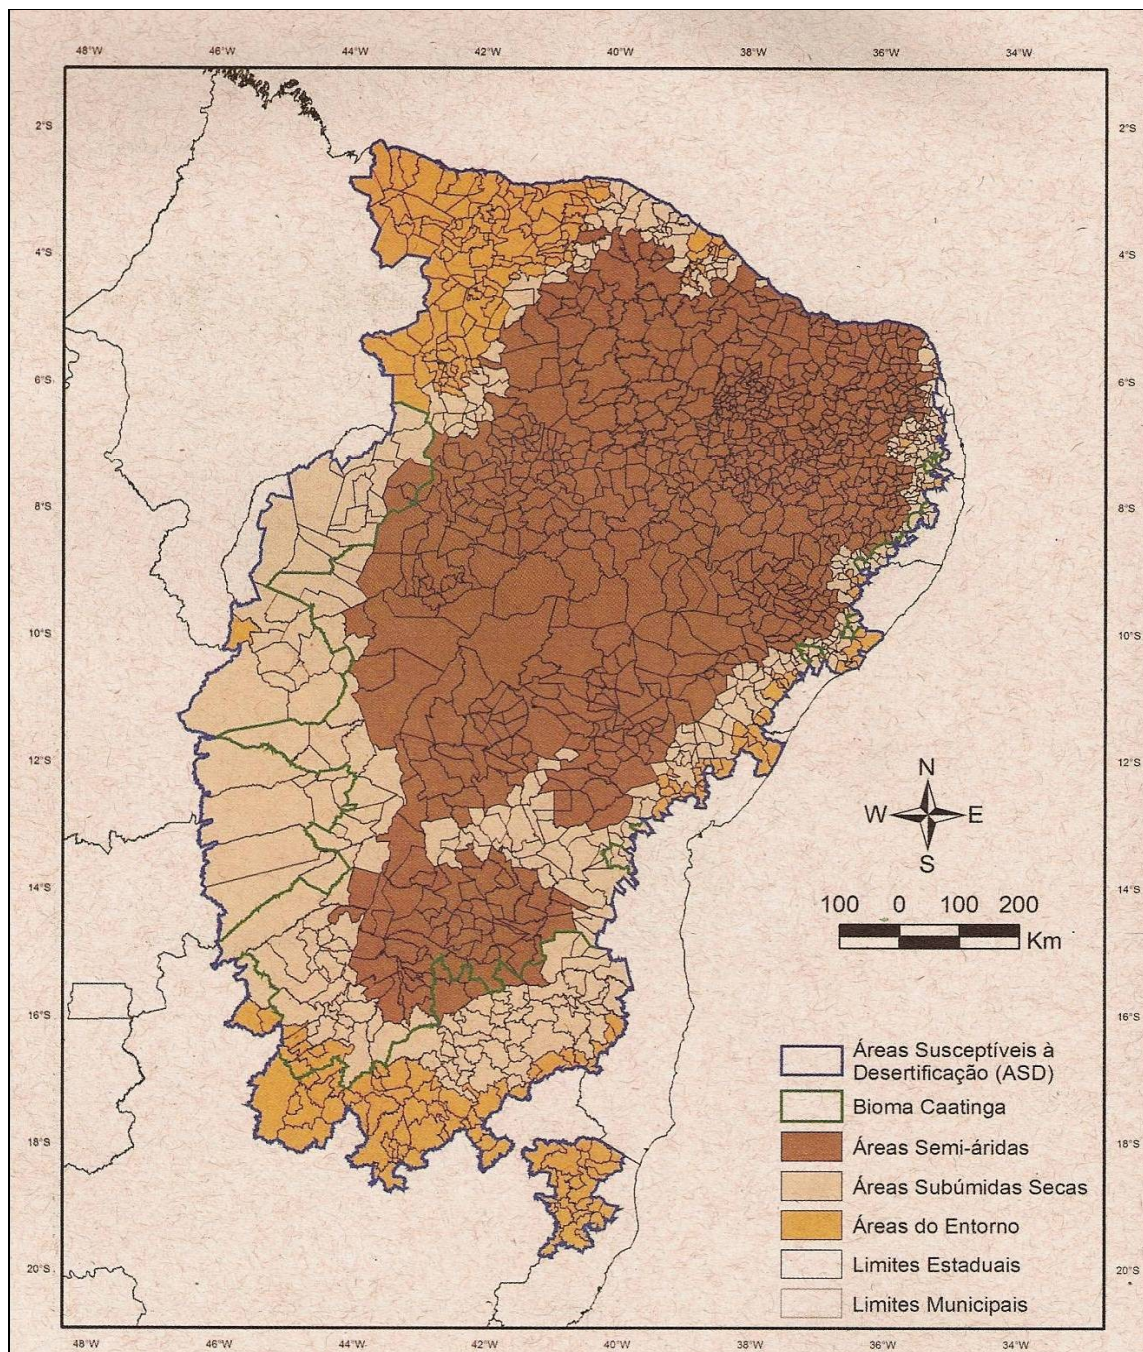 48°W 46°W 44°W 42°W 40°W 38°W 36°W 34°W
2°S 2°S
4°S 4°S
6°S 6°S
8°S 8°S
10°S 10°S
12°S 12°S
N
W E
S
14°S 14°S
100 0 100 200
Km
16°S 16°S
Áreas Susceptíveis à
Desertificação (ASD)
Bioma Caatinga
18°S 18°S
Áreas Semi-áridas
Áreas Subúmidas Secas
Áreas do Entorno
Limites Estaduais
20°S 20°S
Limites Municipais
48°W 46°W 44°W 42°W 40°W 38°W 36°W 34°W